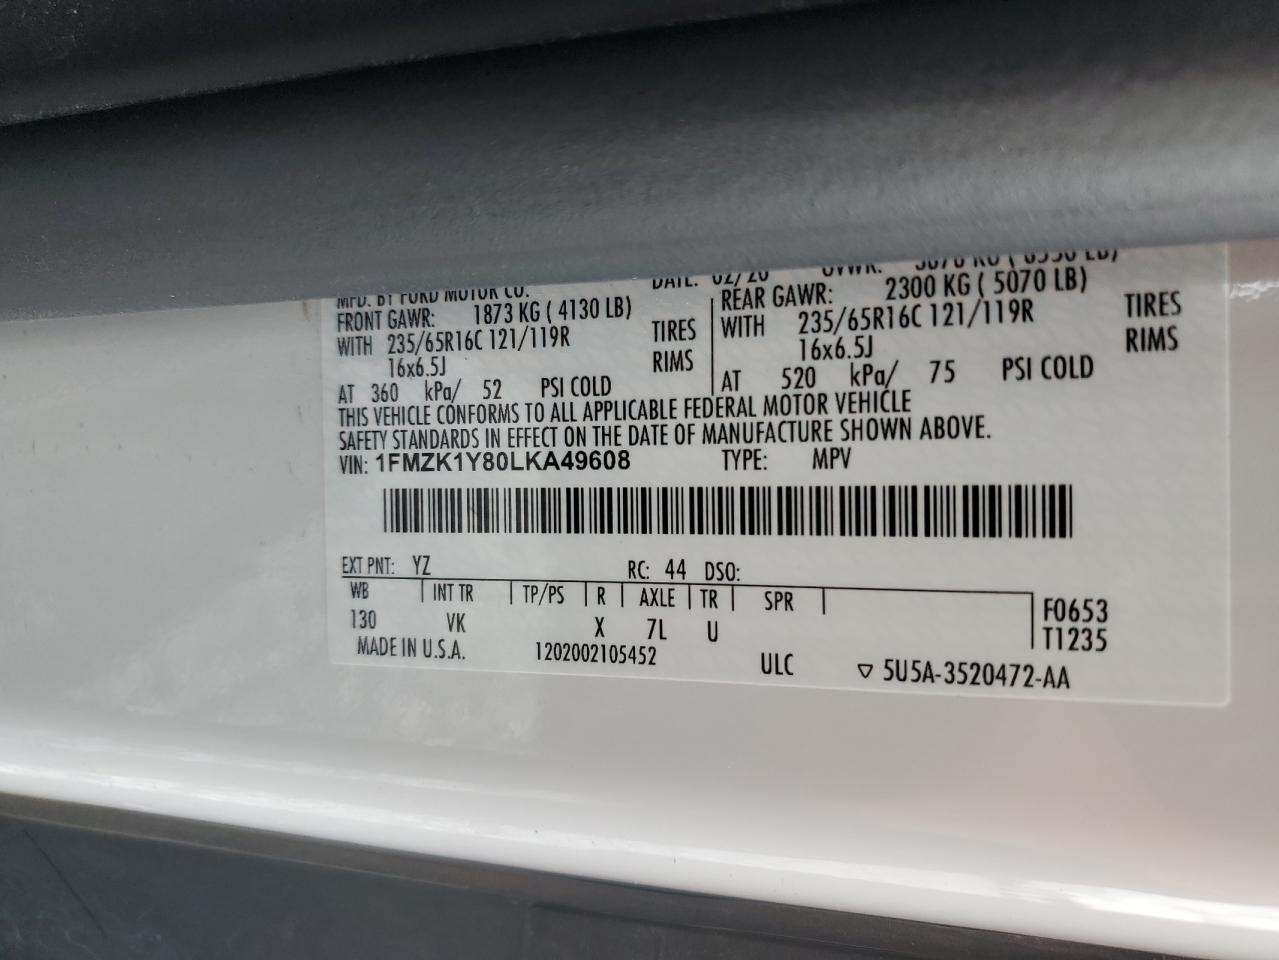 MFD. BY FORD MOTOR CO. DATE: 02/20 GVWR:
FRONT GAWR: 1873 KG ( 4130 LB) REAR GAWR: 2300 KG ( 5070 LB)
WITH 235/65R16C 121/119R TIRES WITH 235/65R16C 121/119R TIRES
16x6.5J RIMS 16x6.5J RIMS
AT 360 kPa/ 52 PSI COLD AT 520 kPa/ 75 PSI COLD
THIS VEHICLE CONFORMS TO ALL APPLICABLE FEDERAL MOTOR VEHICLE
SAFETY STANDARDS IN EFFECT ON THE DATE OF MANUFACTURE SHOWN ABOVE.
VIN: 1FMZK1Y80LKA49608 TYPE: MPV
EXT PNT: YZ RC: 44 DSO:
WB INT TR TP/PS R AXLE TR SPR F0653
130 VK X 7L U T1235
MADE IN U.S.A. 1202002105452 ULC ▽ 5U5A-3520472-AA